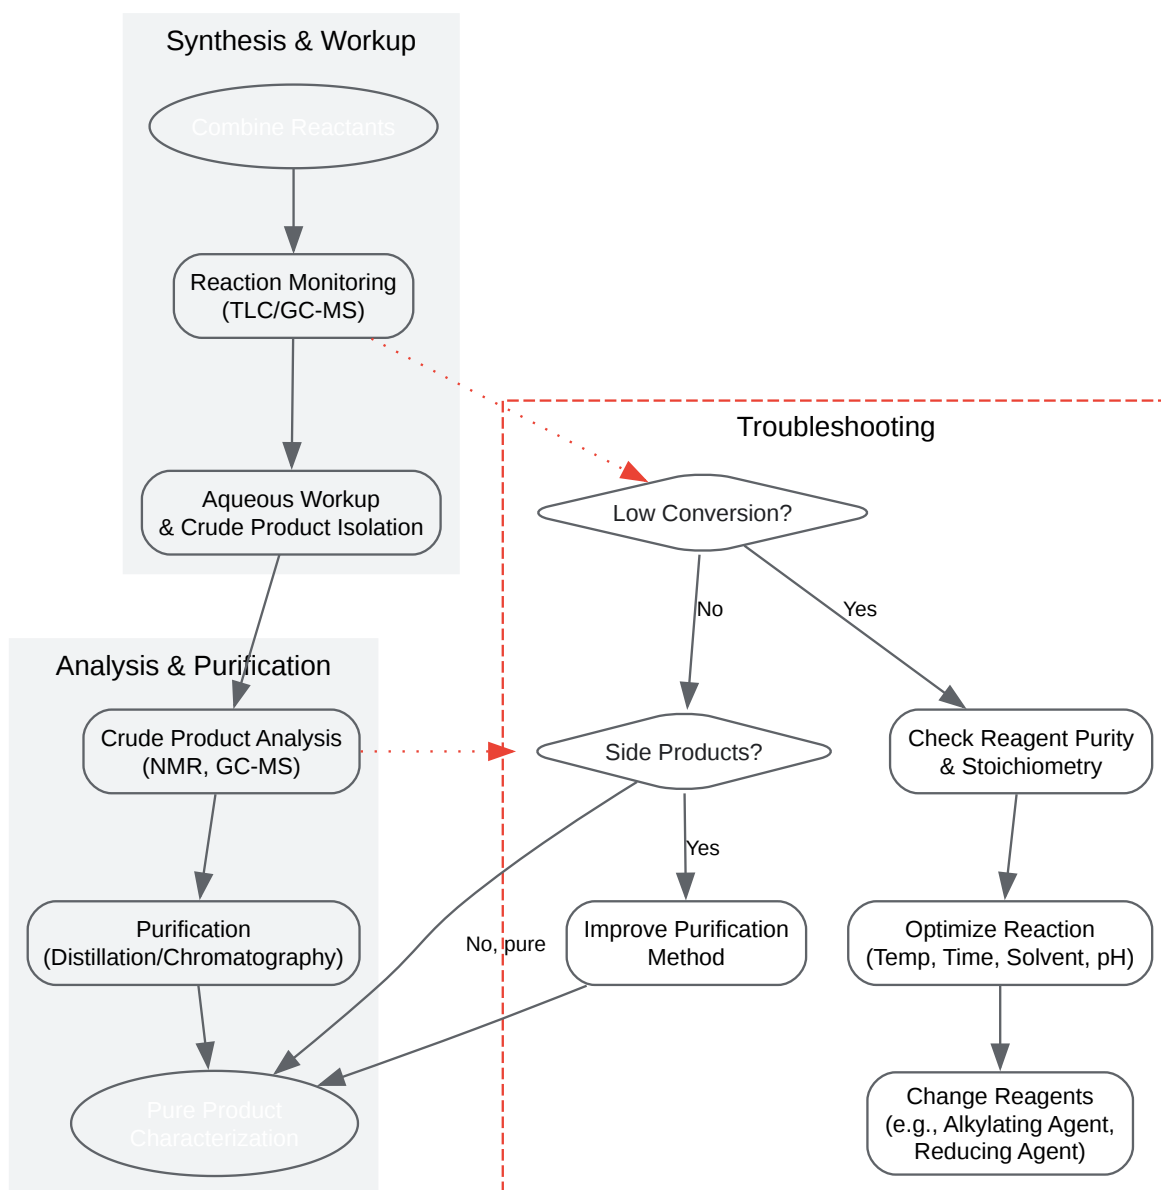 Synthesis & Workup
Combine Reactants
Reaction Monitoring
(TLC/GC-MS)
Aqueous Workup
& Crude Product Isolation
Troubleshooting
Low Conversion?
No
Yes
Analysis & Purification
Crude Product Analysis
(NMR, GC-MS)
Side Products?
Check Reagent Purity
& Stoichiometry
Yes
Purification
(Distillation/Chromatography)
No, pure
Improve Purification
Method
Optimize Reaction
(Temp, Time, Solvent, pH)
Pure Product
Characterization
Change Reagents
(e.g., Alkylating Agent,
Reducing Agent)